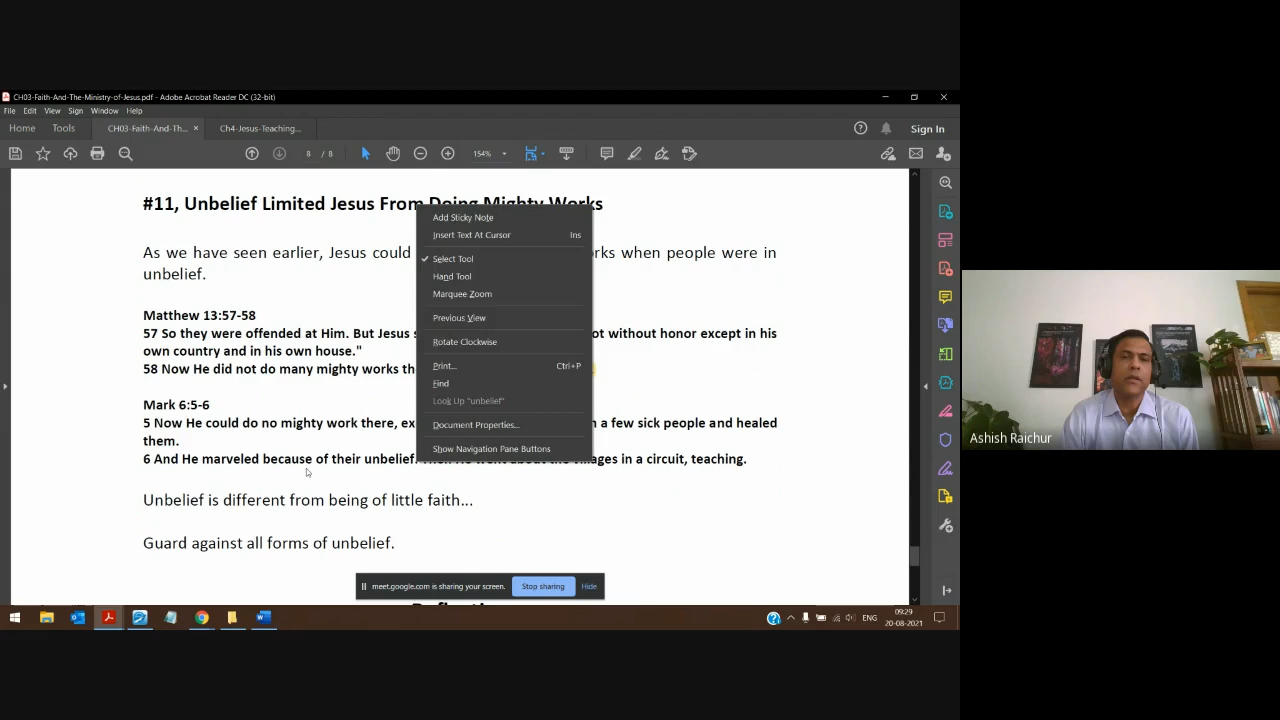 CH03-Faith-And-The-Ministry-of-Jesus.pdf - Adobe Acrobat Reader DC (32-bit)
File Edit View Sign Window Help
Home Tools CH03-Faith-And-Th... × Ch4-Jesus-Teaching... Sign In
8 / 8 154%
#11, Unbelief Limited Jesus From Doing Mighty Works
As we have seen earlier, Jesus could rks when people were in
unbelief.
Matthew 13:57-58
57 So they were offended at Him. But Jesus s ot without honor except in his
own country and in his own house."
58 Now He did not do many mighty works the
Mark 6:5-6
5 Now He could do no mighty work there, ex n a few sick people and healed
them.
6 And He marveled because of their unbelief. villages in a circuit, teaching.
Unbelief is different from being of little faith...
Guard against all forms of unbelief.
Add Sticky Note
Insert Text At Cursor Ins
Select Tool
Hand Tool
Marquee Zoom
Previous View
Rotate Clockwise
Print... Ctrl+P
Find
Look Up "unbelief"
Document Properties...
Show Navigation Pane Buttons
meet.google.com is sharing your screen. Stop sharing Hide
ENG
09:29
20-08-2021
Ashish Raichur